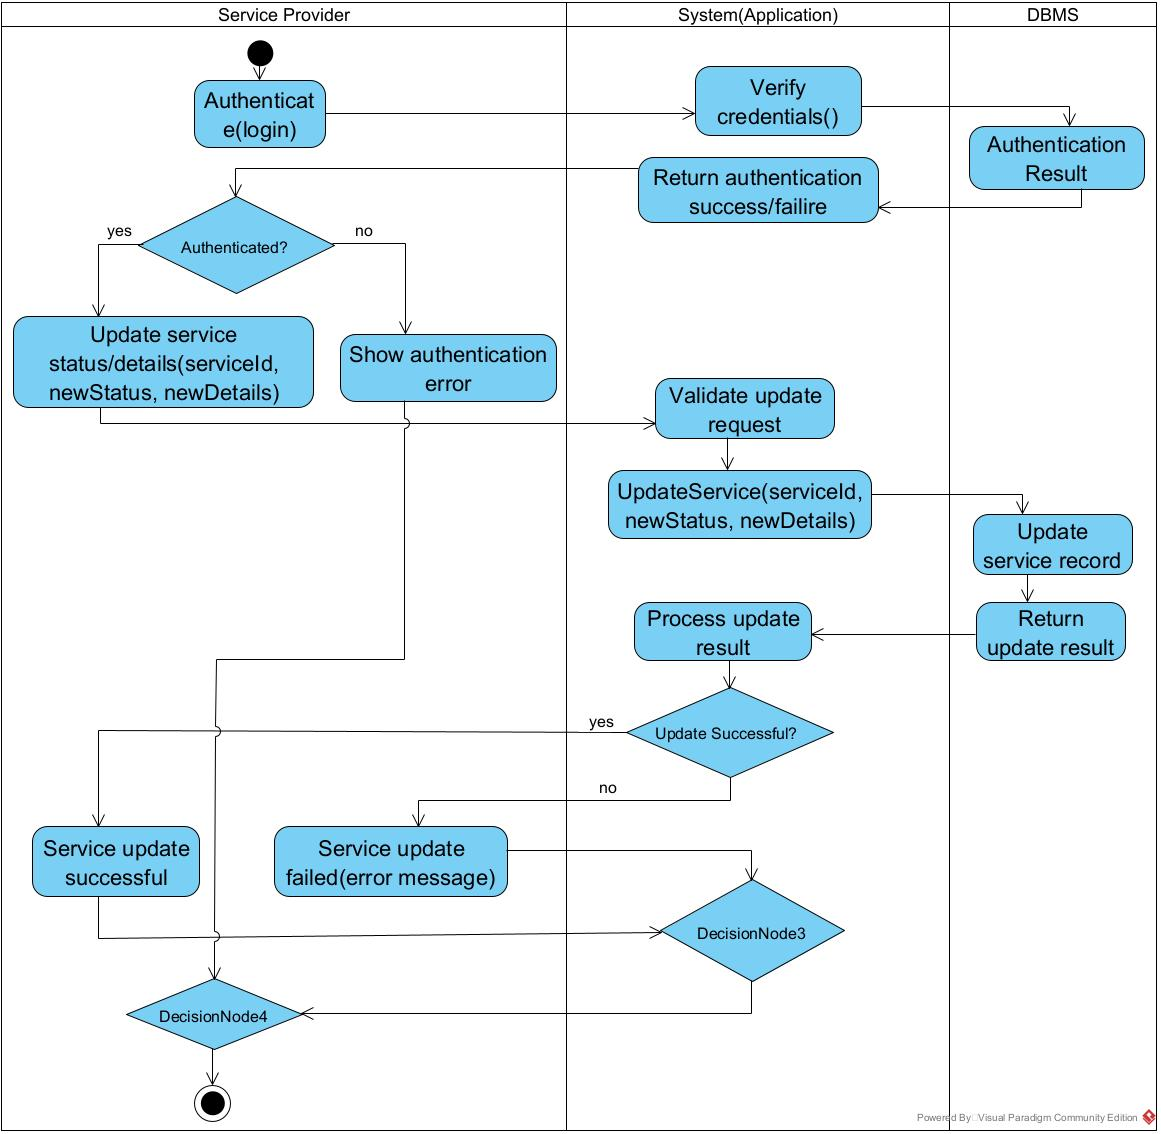 Service Provider
System(Application)
DBMS
Authenticat
e(login)
Verify
credentials()
Authentication
Result
Return authentication
success/failire
Authenticated?
yes
no
Update service
status/details(serviceId,
newStatus, newDetails)
Show authentication
error
Validate update
request
UpdateService(serviceId,
newStatus, newDetails)
Update
service record
Return
update result
Process update
result
Update Successful?
yes
no
Service update
successful
Service update
failed(error message)
DecisionNode3
DecisionNode4
Powered By Visual Paradigm Community Edition